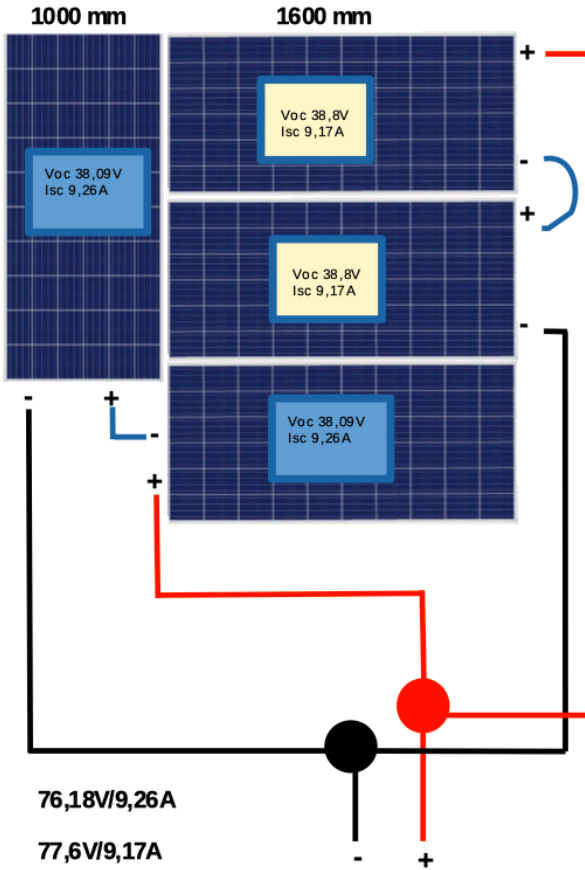 1000 mm
1600 mm
+
Voc 38,8V
Isc 9,17A
-
Voc 38,09V
Isc 9,26A
+
Voc 38,8V
Isc 9,17A
-
- +
-
Voc 38,09V
Isc 9,26A
+
76,18V/9,26A
77,6V/9,17A
- +